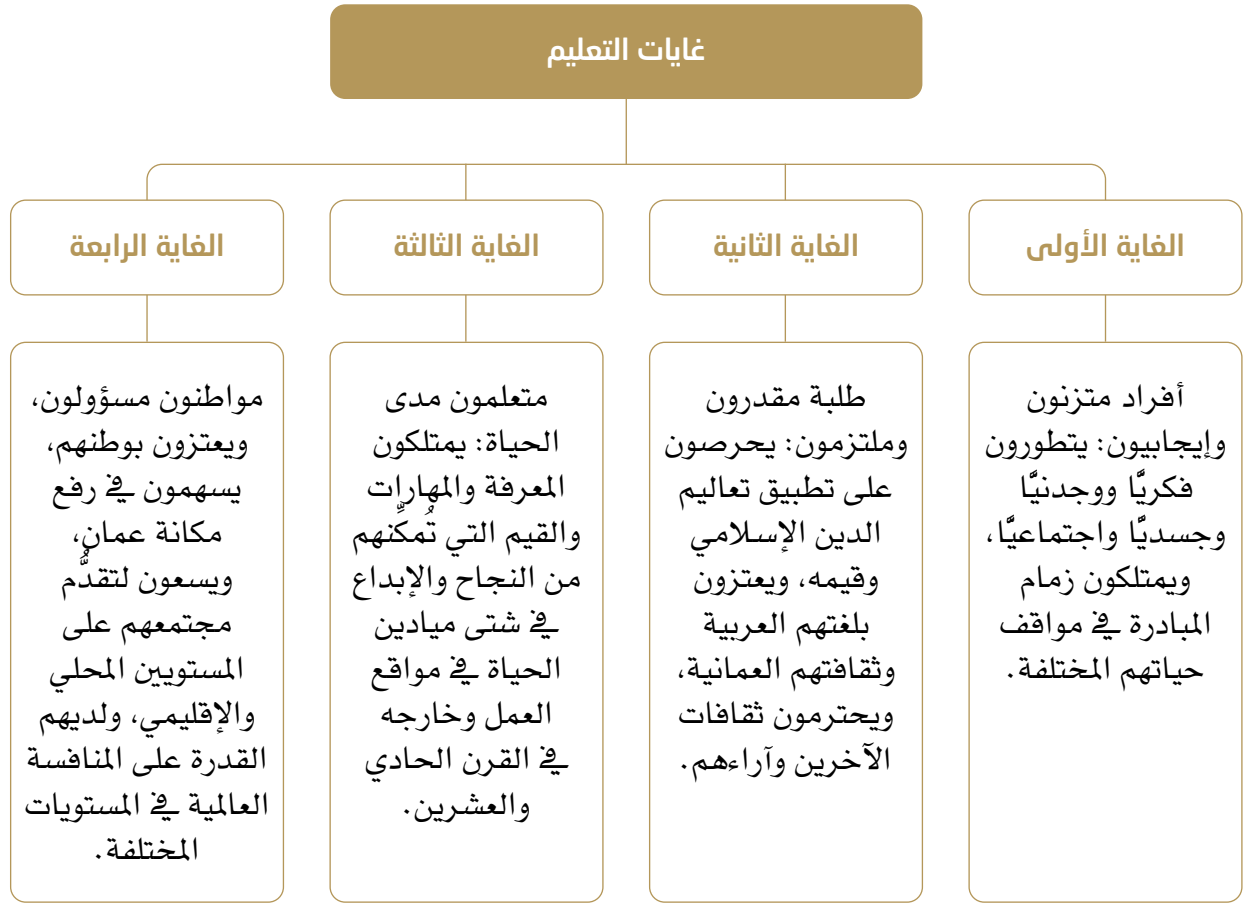 غايات التعليم
الغاية الأولى
أفراد متزنون
وإيجابيون: يتطورون
فكريًّا ووجدنيًّا
وجسديًّا واجتماعيًّا،
ويمتلكون زمام
المبادرة في مواقف
حياتهم المختلفة.
الغاية الثانية
طلبة مقدرون
وملتزمون: يحرصون
على تطبيق تعاليم
الدين الإسلامي
وقيمه، ويعتزون
بلغتهم العربية
وثقافتهم العمانية،
ويحترمون ثقافات
الآخرين وآراءهم.
الغاية الثالثة
متعلمون مدى
الحياة: يمتلكون
المعرفة والمهارات
والقيم التي تُمكِّنهم
من النجاح والإبداع
في شتى ميادين
الحياة في مواقع
العمل وخارجه
في القرن الحادي
والعشرين.
الغاية الرابعة
مواطنون مسؤولون،
ويعتزون بوطنهم،
يسهمون في رفع
مكانة عمان،
ويسعون لتقدُّم
مجتمعهم على
المستويين المحلي
والإقليمي، ولديهم
القدرة على المنافسة
العالمية في المستويات
المختلفة.